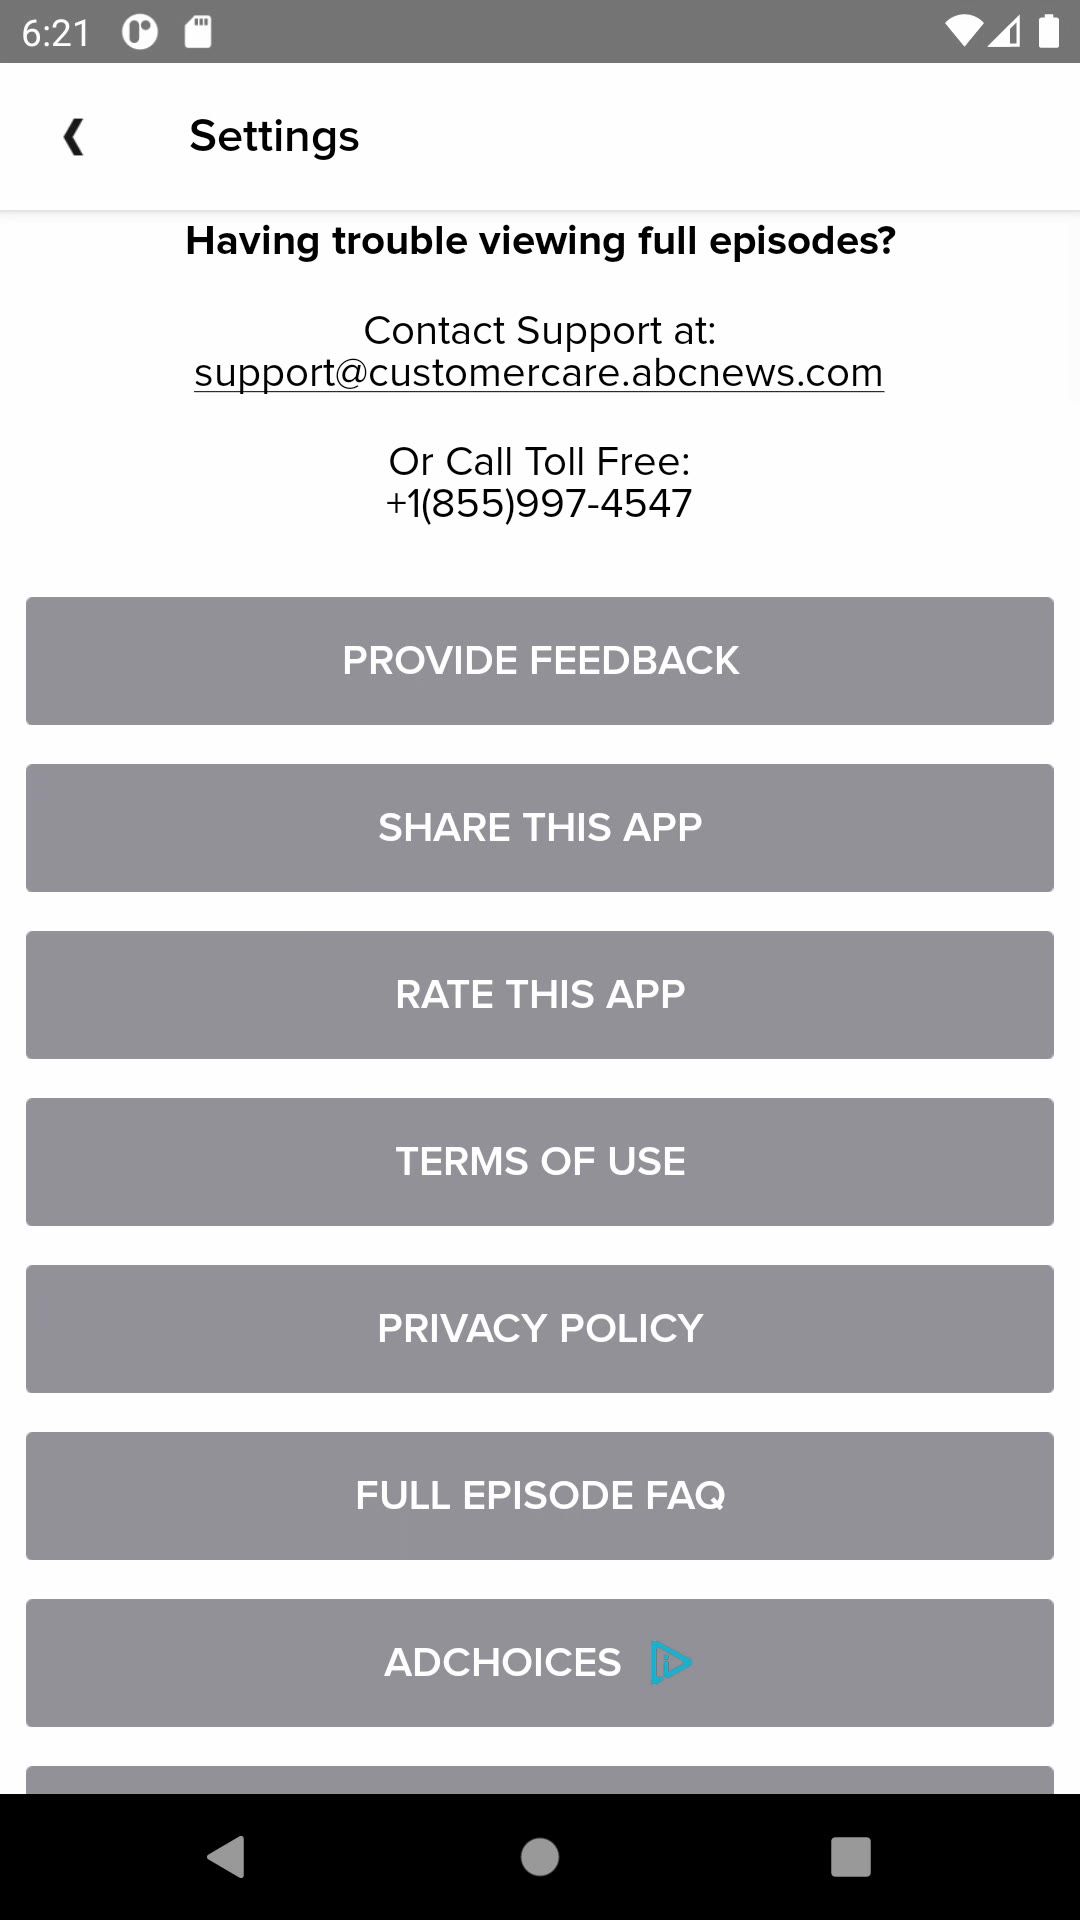 6:21
Settings
Having trouble viewing full episodes?
Contact Support at:
support@customercare.abcnews.com
Or Call Toll Free:
+1(855)997-4547
PROVIDE FEEDBACK
SHARE THIS APP
RATE THIS APP
TERMS OF USE
PRIVACY POLICY
FULL EPISODE FAQ
ADCHOICES